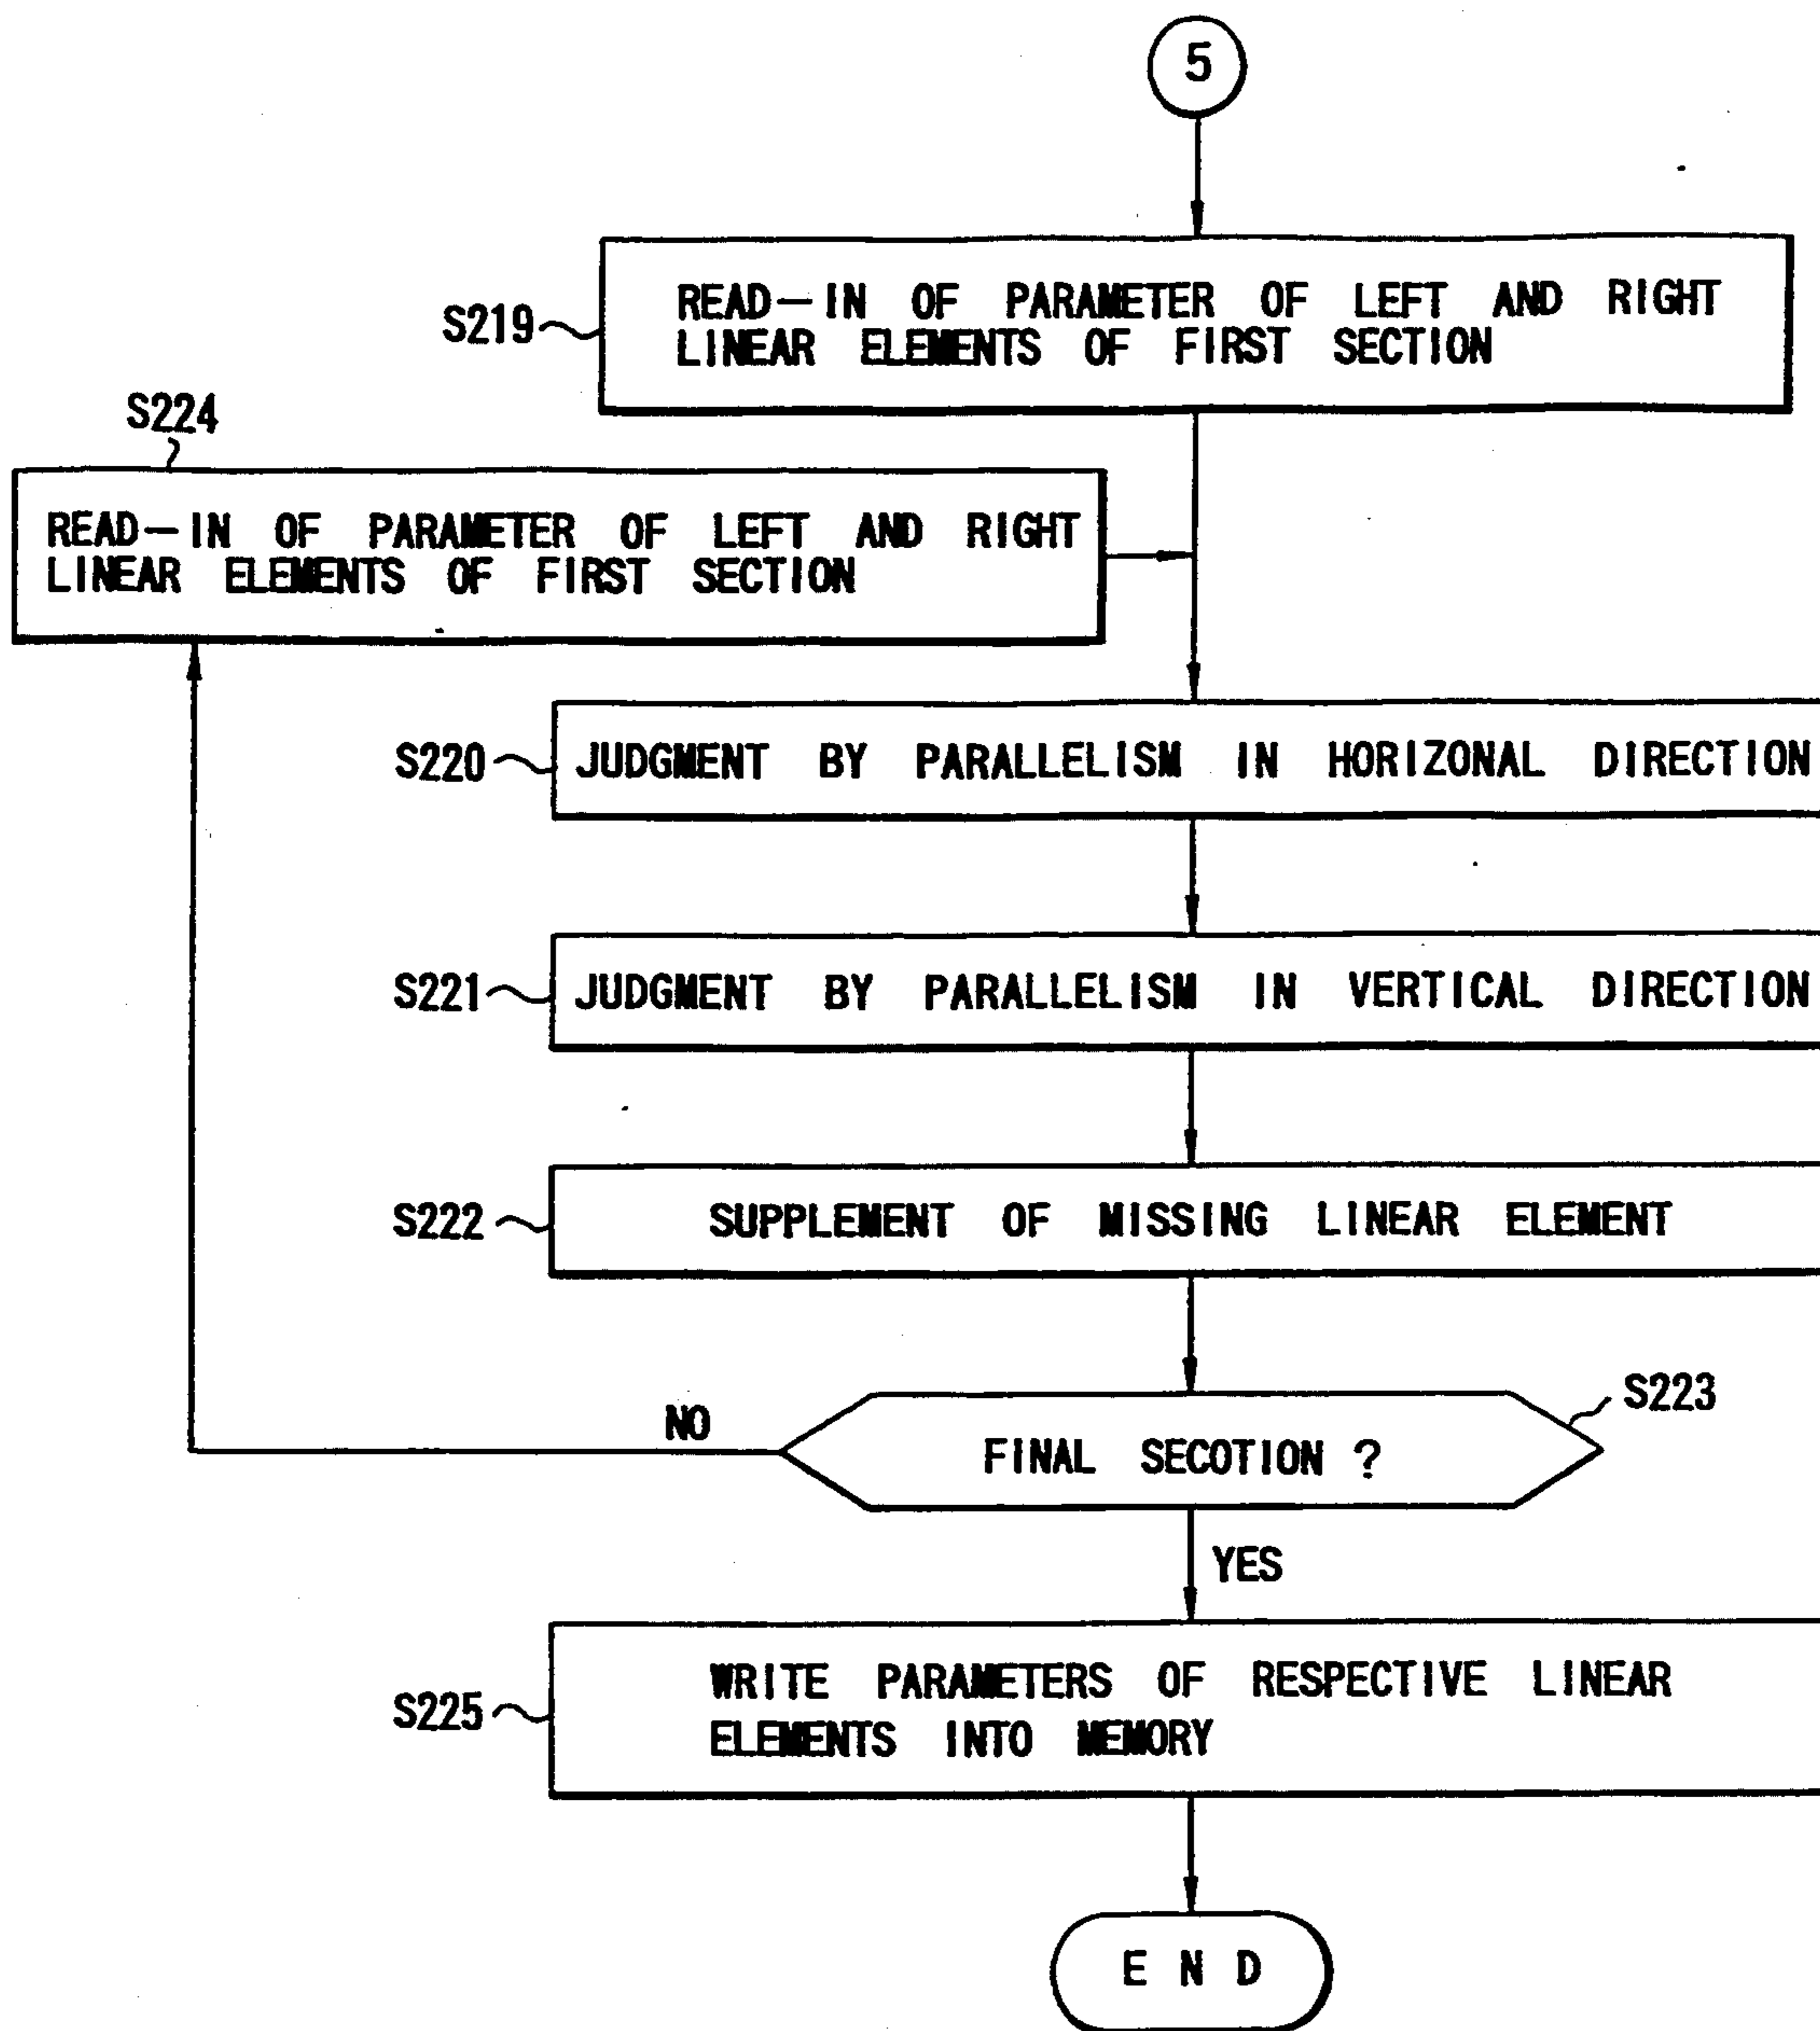 5
S219
READ-IN OF PARAMETER OF LEFT AND RIGHT
LINEAR ELEMENTS OF FIRST SECTION
S224
READ-IN OF PARAMETER OF LEFT AND RIGHT
LINEAR ELEMENTS OF FIRST SECTION
S220
JUDGMENT BY PARALLELISM IN HORIZONAL DIRECTION
S221
JUDGMENT BY PARALLELISM IN VERTICAL DIRECTION
S222
SUPPLEMENT OF MISSING LINEAR ELEMENT
S223
NO
FINAL SECOTION ?
YES
S225
WRITE PARAMETERS OF RESPECTIVE LINEAR
ELEMENTS INTO MEMORY
END